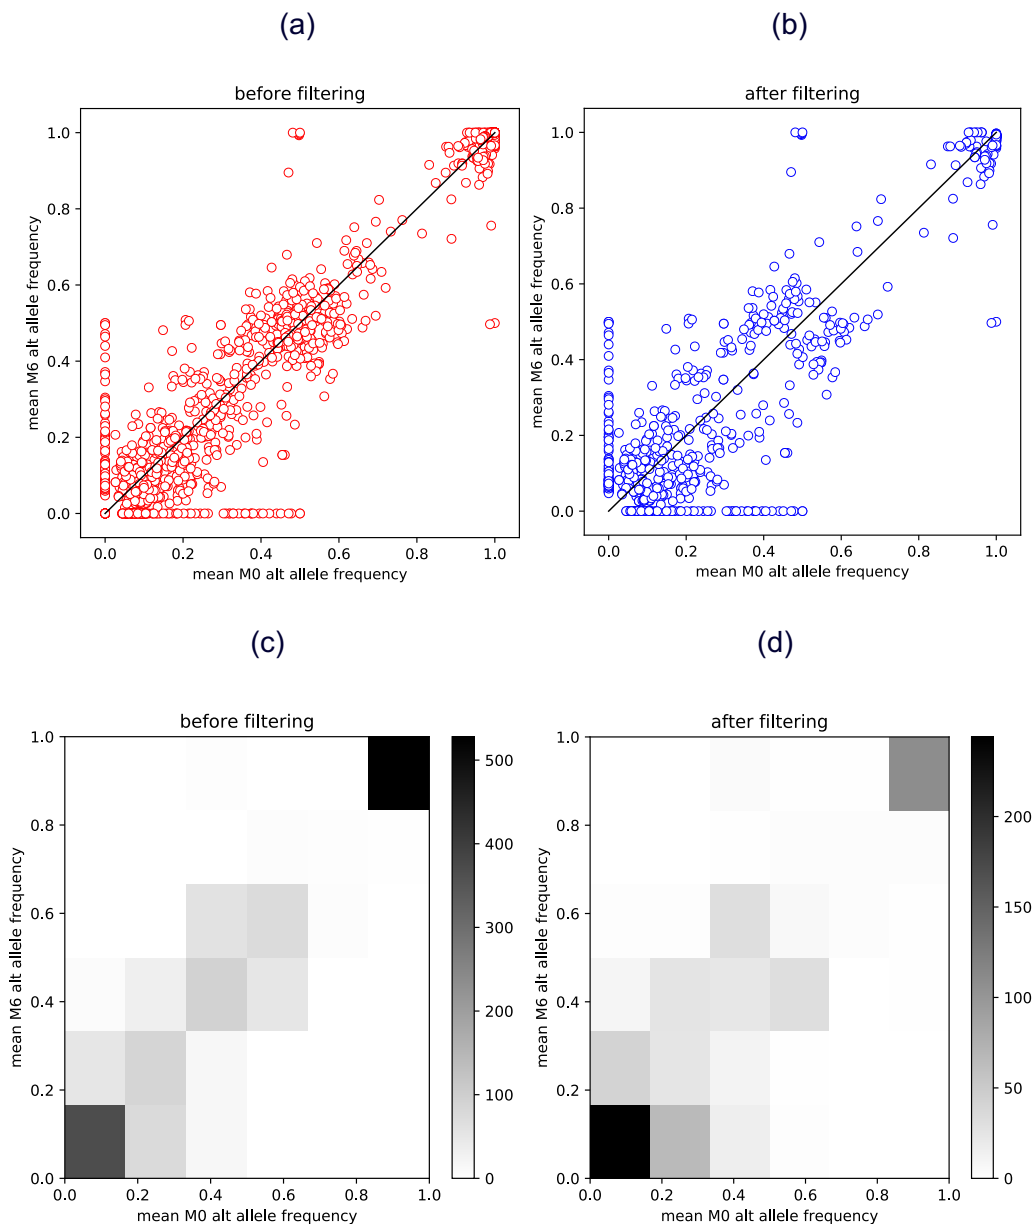 (a)
(b)
before filtering
after filtering
mean M6 alt allele frequency
1.0
0.8
0.6
0.4
0.2
0.0
0.0 0.2 0.4 0.6 0.8 1.0
mean M0 alt allele frequency
mean M6 alt allele frequency
1.0
0.8
0.6
0.4
0.2
0.0
0.0 0.2 0.4 0.6 0.8 1.0
mean M0 alt allele frequency
(c)
(d)
before filtering
after filtering
mean M6 alt allele frequency
1.0
0.8
0.6
0.4
0.2
0.0
0.0 0.2 0.4 0.6 0.8 1.0
mean M0 alt allele frequency
500
400
300
200
100
0
mean M6 alt allele frequency
1.0
0.8
0.6
0.4
0.2
0.0
0.0 0.2 0.4 0.6 0.8 1.0
mean M0 alt allele frequency
200
150
100
50
0